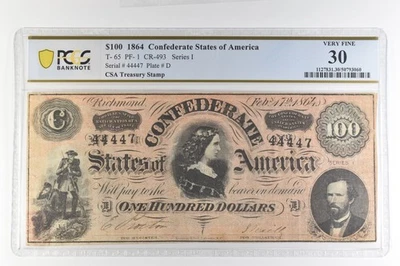 PCGS
BANKNOTE
$100 1864 Confederate States of America
T- 65 PF- 1 CR-493 Series I
Serial # 44447 Plate # D
CSA Treasury Stamp
VERY FINE
30
Richmond Feby 17th 1864
CONFEDERATE
C 100
44447 44447
States of America
Will pay to the bearer on demand
ONE HUNDRED DOLLARS